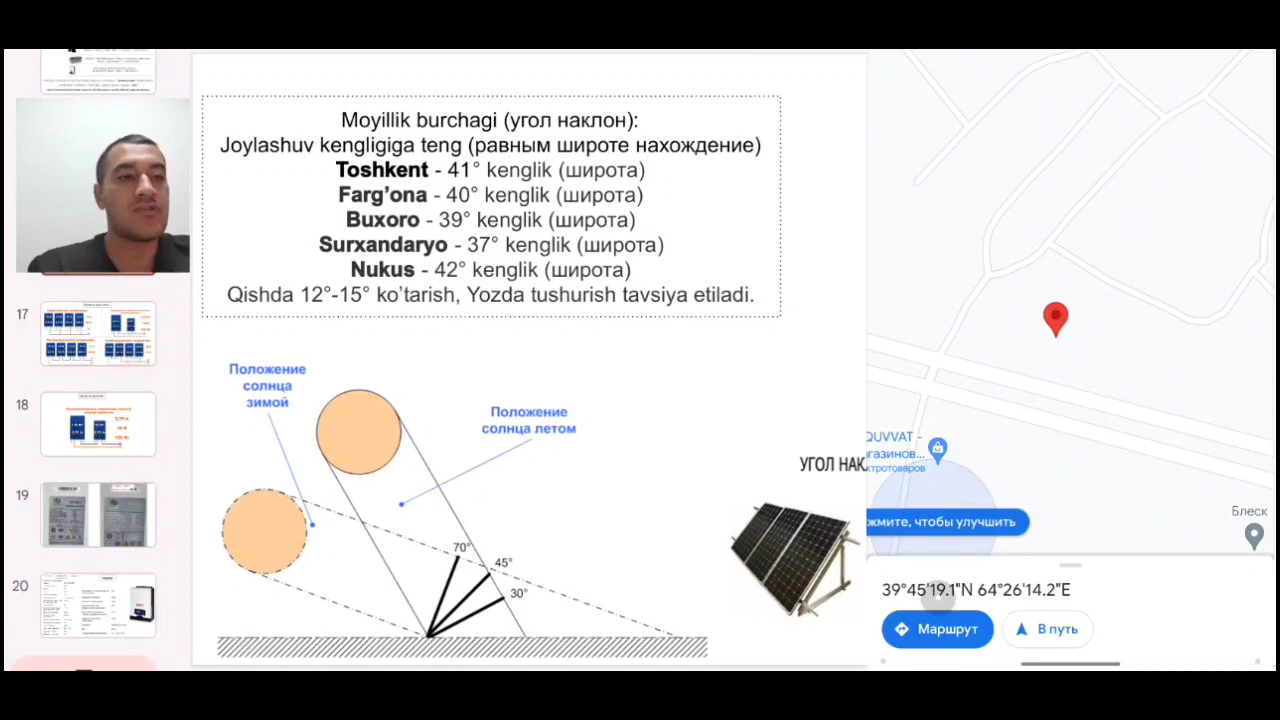 Moyillik burchagi (угол наклон):
Joylashuv kengligiga teng (равным широте нахождение)
Toshkent - 41° kenglik (широта)
Farg’ona - 40° kenglik (широта)
Buxoro - 39° kenglik (широта)
Surxandaryo - 37° kenglik (широта)
Nukus - 42° kenglik (широта)
Qishda 12°-15° ko’tarish, Yozda tushurish tavsiya etiladi.
17
18
19
20
Положение
солнца
зимой
Положение
солнца летом
70°
45°
30°
УГОЛ НАК
QUVVAT -
газинов...
ктротоваров
жмите, чтобы улучшить
Блеск
39°45'19.1"N 64°26'14.2"E
Маршрут
В путь